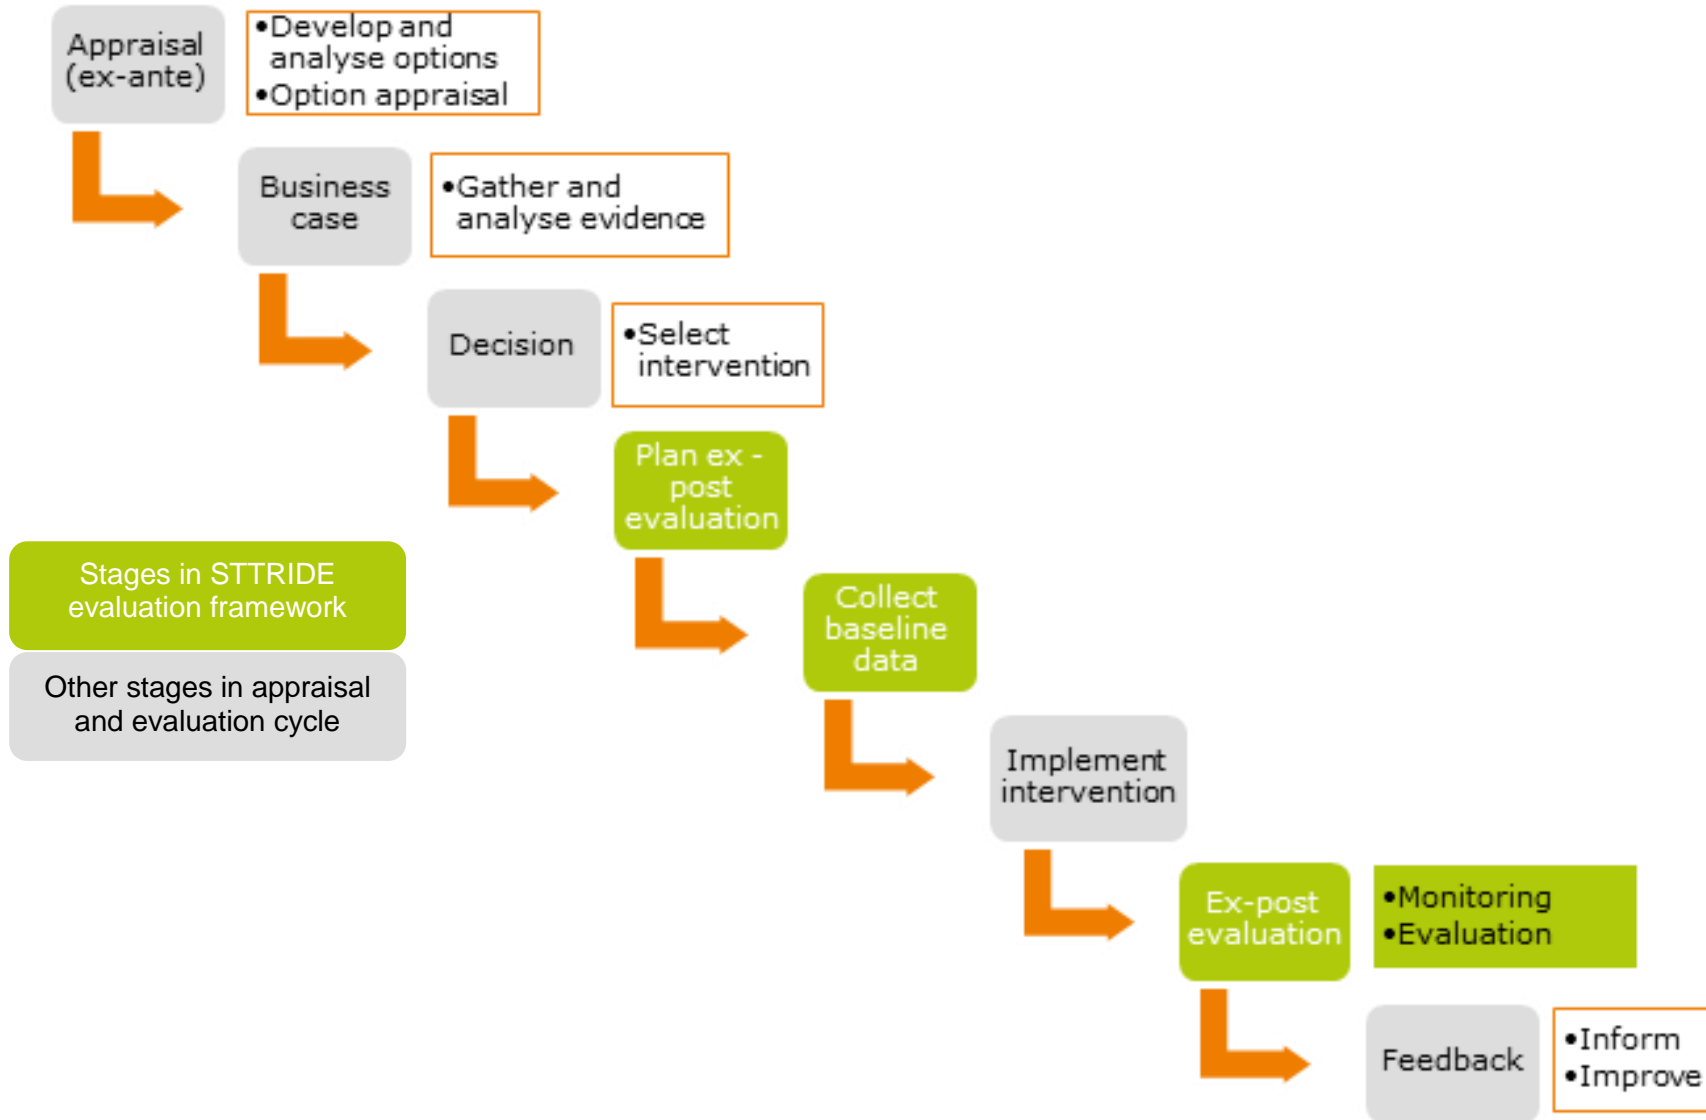 Appraisal
(ex-ante)
•Develop and
analyse options
•Option appraisal
Business
case
•Gather and
analyse evidence
Decision
•Select
intervention
Plan ex -
post
evaluation
Stages in STTRIDE
evaluation framework
Other stages in appraisal
and evaluation cycle
Collect
baseline
data
Implement
intervention
Ex-post
evaluation
•Monitoring
•Evaluation
Feedback
•Inform
•Improve